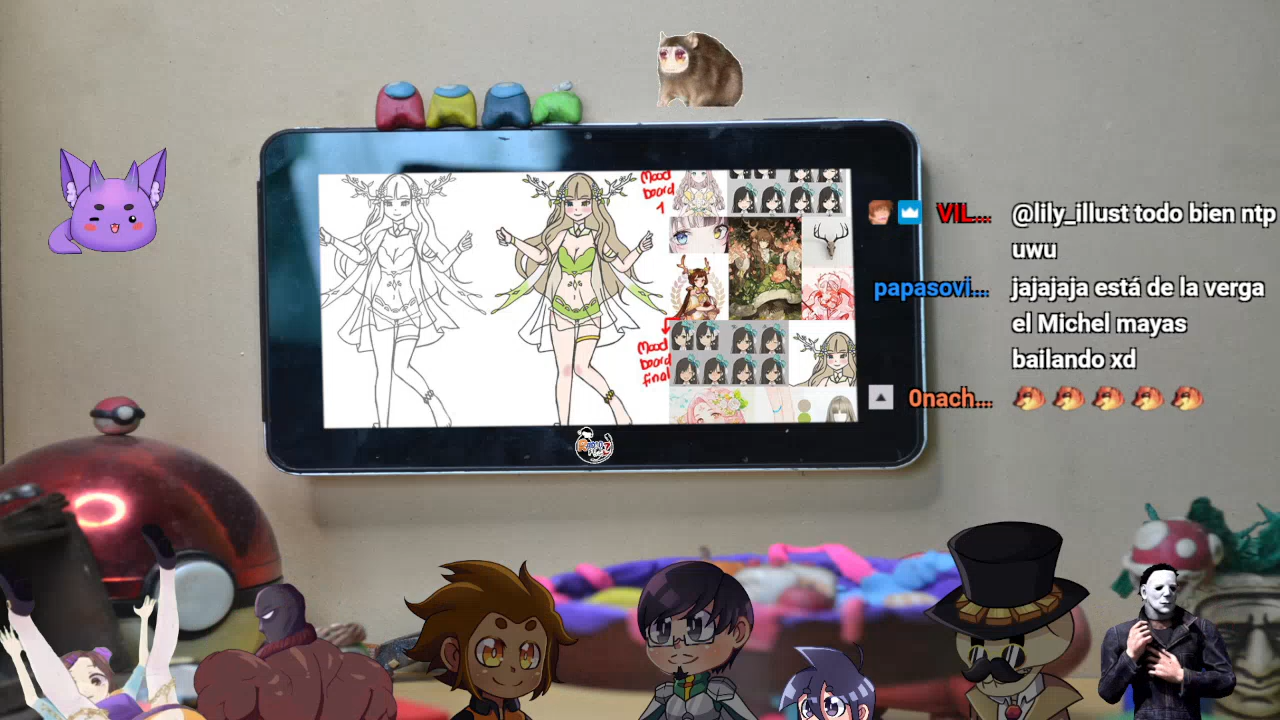 Mood
board
1
Mood
board
final
VIL... @lily_illust todo bien ntp
uwu
papasovi... jajajaja está de la verga
el Michel mayas
bailando xd
0nach...